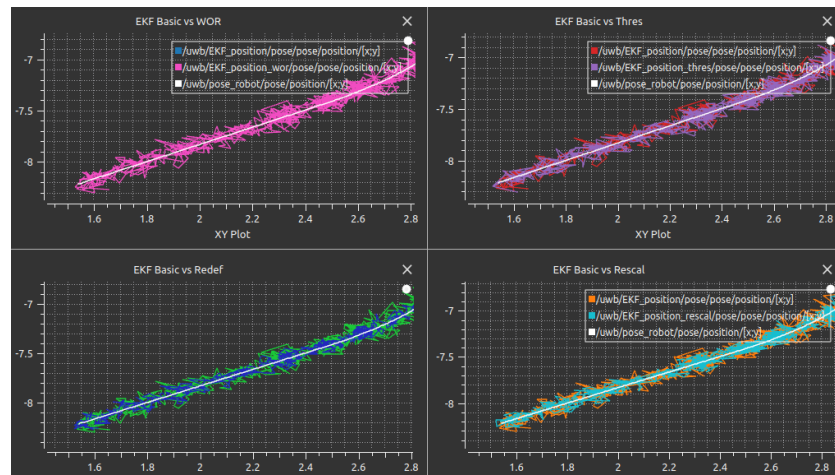 EKF Basic vs WOR
/uwb/EKF_position/pose/pose/position/[x;y]
/uwb/EKF_position_wor/pose/pose/position/[x;y]
/uwb/pose_robot/pose/position/[x;y]
-7
-7.5
-8
1.6
1.8
2
2.2
2.4
2.6
2.8
XY Plot
EKF Basic vs Thres
/uwb/EKF_position/pose/pose/position/[x;y]
/uwb/EKF_position_thres/pose/pose/position/[x;y]
/uwb/pose_robot/pose/position/[x;y]
-7
-7.5
-8
1.6
1.8
2
2.2
2.4
2.6
2.8
XY Plot
EKF Basic vs Redef
-7
-7.5
-8
1.6
1.8
2
2.2
2.4
2.6
2.8
EKF Basic vs Rescal
/uwb/EKF_position/pose/pose/position/[x;y]
/uwb/EKF_position_rescal/pose/pose/position/[x;y]
/uwb/pose_robot/pose/position/[x;y]
-7
-7.5
-8
1.6
1.8
2
2.2
2.4
2.6
2.8